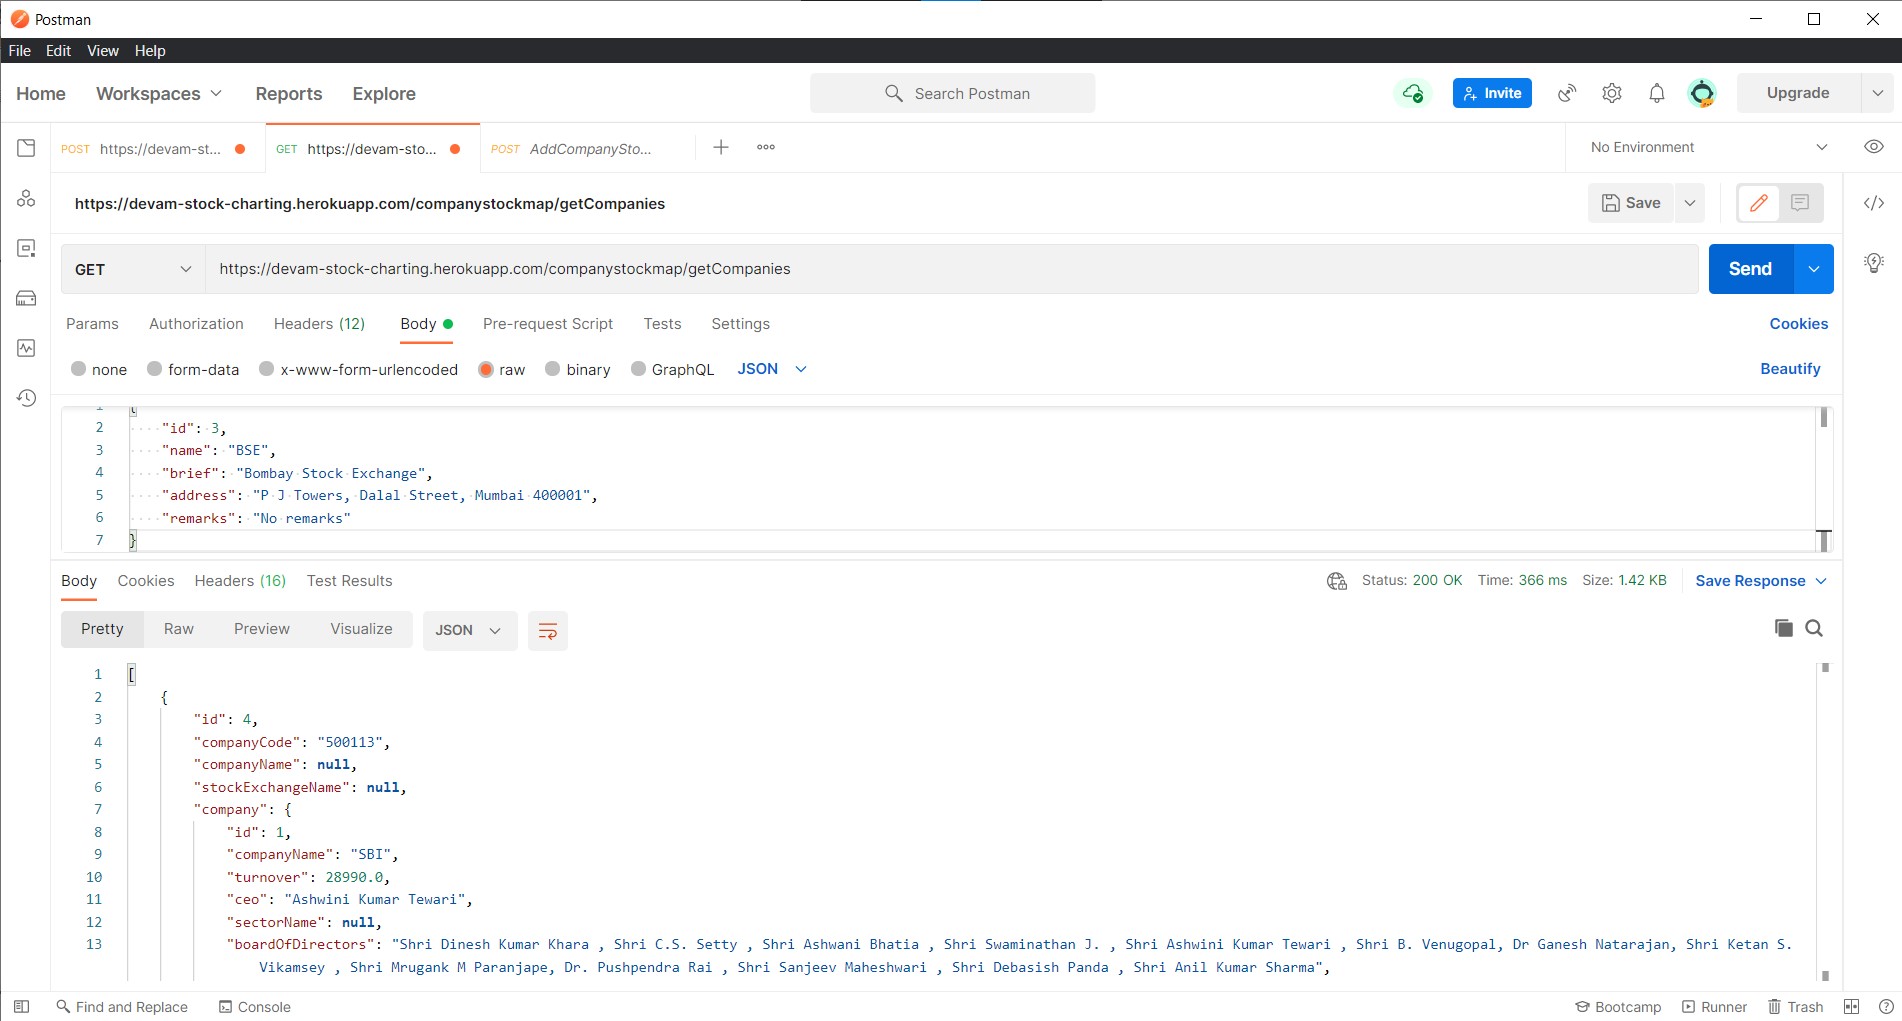 Postman
File Edit View Help
Home Workspaces Reports Explore Search Postman Invite Upgrade
POST https://devam-st... GET https://devam-sto... POST AddCompanySto... No Environment
https://devam-stock-charting.herokuapp.com/companystockmap/getCompanies Save
GET https://devam-stock-charting.herokuapp.com/companystockmap/getCompanies Send
Params Authorization Headers (12) Body Pre-request Script Tests Settings Cookies
none form-data x-www-form-urlencoded raw binary GraphQL JSON Beautify
1 {
2 "id": 3,
3 "name": "BSE",
4 "brief": "Bombay Stock Exchange",
5 "address": "P J Towers, Dalal Street, Mumbai 400001",
6 "remarks": "No remarks"
7 }
Body Cookies Headers (16) Test Results Status: 200 OK Time: 366 ms Size: 1.42 KB Save Response
Pretty Raw Preview Visualize JSON
1 [
2 {
3 "id": 4,
4 "companyCode": "500113",
5 "companyName": null,
6 "stockExchangeName": null,
7 "company": {
8 "id": 1,
9 "companyName": "SBI",
10 "turnover": 28990.0,
11 "ceo": "Ashwini Kumar Tewari",
12 "sectorName": null,
13 "boardOfDirectors": "Shri Dinesh Kumar Khara , Shri C.S. Setty , Shri Ashwani Bhatia , Shri Swaminathan J. , Shri Ashwini Kumar Tewari , Shri B. Venugopal, Dr Ganesh Natarajan, Shri Ketan S.
Vikamsey , Shri Mrugank M Paranjape, Dr. Pushpendra Rai , Shri Sanjeev Maheshwari , Shri Debasish Panda , Shri Anil Kumar Sharma",
Find and Replace Console Bootcamp Runner Trash